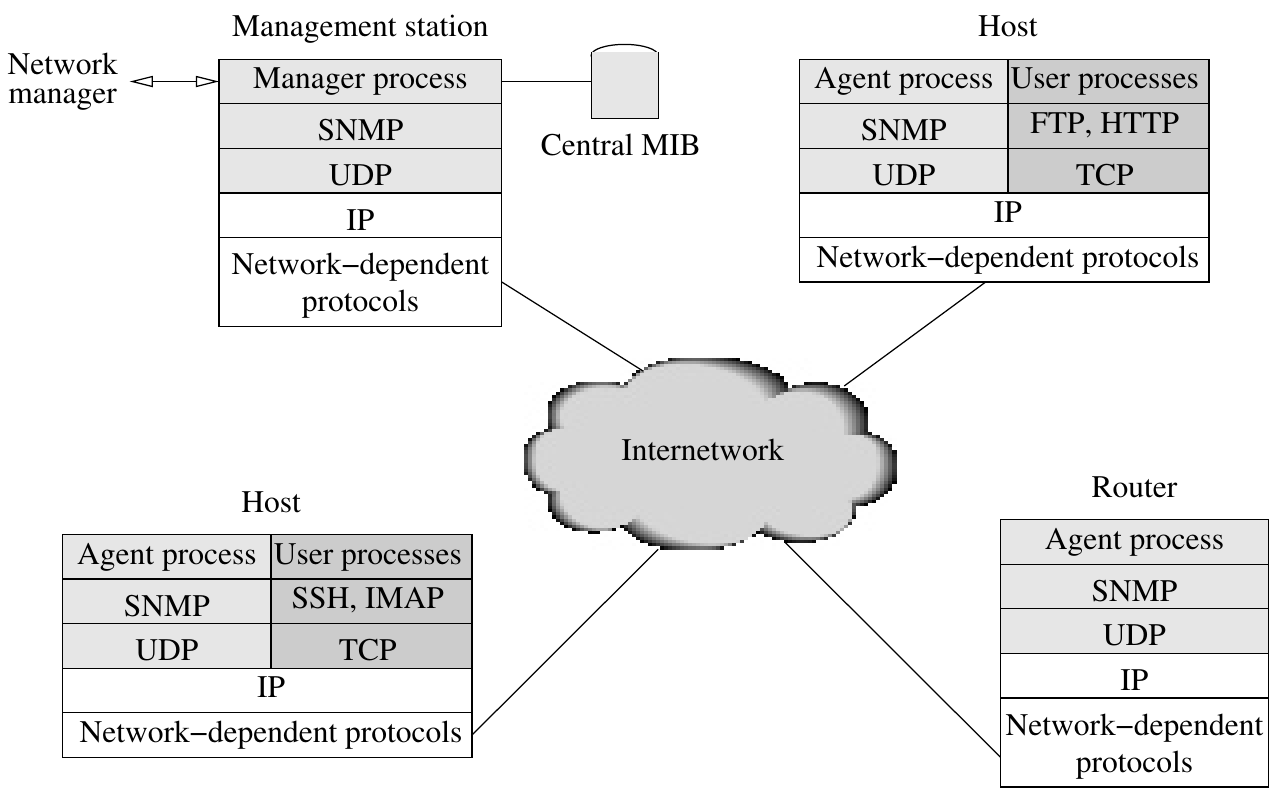 Management station
Network
manager
Manager process
SNMP
UDP
IP
Network−dependent
protocols
Central MIB
Host
Agent process
User processes
SNMP
FTP, HTTP
UDP
TCP
IP
Network−dependent protocols
Internetwork
Host
Agent process
User processes
SNMP
SSH, IMAP
UDP
TCP
IP
Network−dependent protocols
Router
Agent process
SNMP
UDP
IP
Network−dependent
protocols